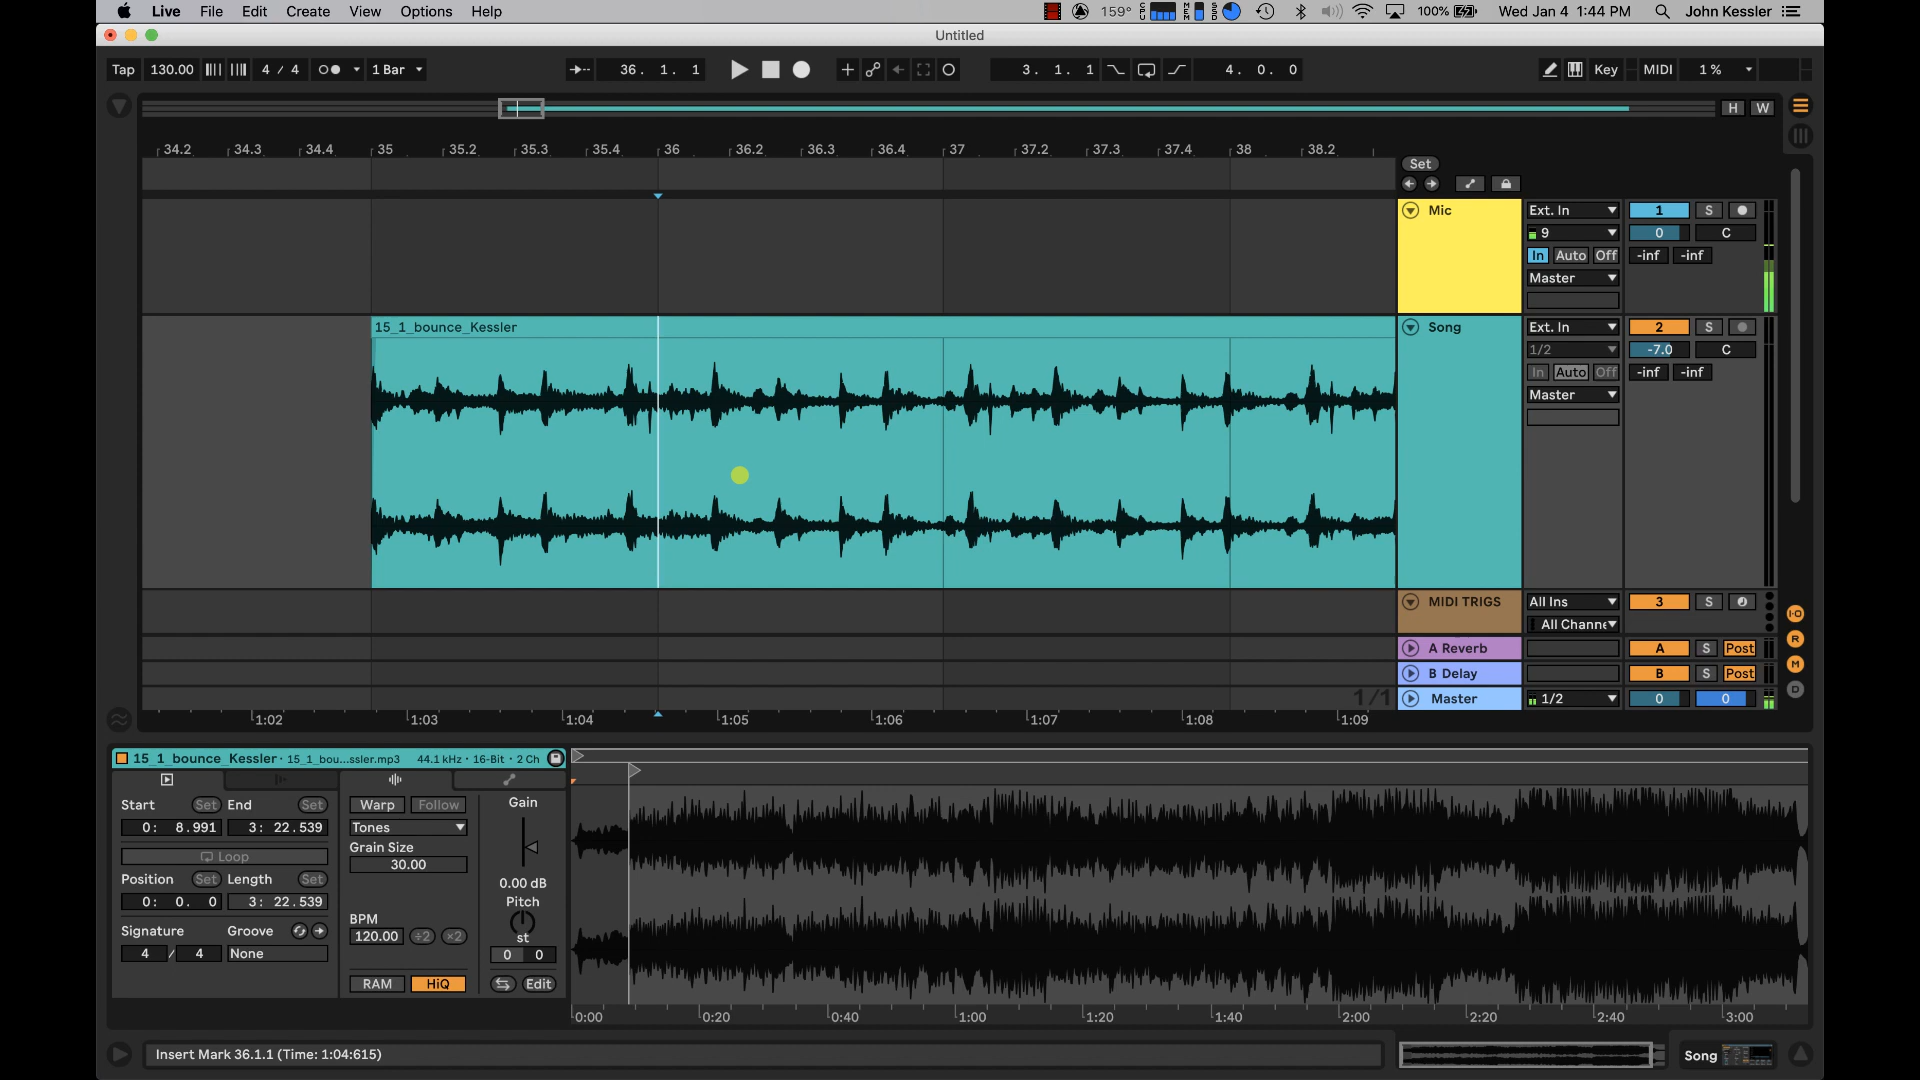 Live File Edit Create View Options Help 159° 100% Wed Jan 4 1:44 PM John Kessler
Untitled
Tap 130.00 4 / 4 1 Bar 36. 1. 1 3. 1. 1 4. 0. 0 Key MIDI 1 %
H W
34.2 34.3 34.4 35 35.2 35.3 35.4 36 36.2 36.3 36.4 37 37.2 37.3 37.4 38 38.2
Set
Mic Ext. In 1 S
9 0 C
In Auto Off -inf -inf
Master
15_1_bounce_Kessler Song Ext. In 2 S
1/2 -7.0 C
In Auto Off -inf -inf
Master
MIDI TRIGS All Ins 3 S
All Channe
A Reverb A S Post
B Delay B S Post
1/1 Master 1/2 0 0
I·O
R
M
D
1:02 1:03 1:04 1:05 1:06 1:07 1:08 1:09
15_1_bounce_Kessler · 15_1_bou...ssler.mp3 44.1 kHz · 16-Bit · 2 Ch
Start Set End Set Warp Follow Gain
0: 8.991 3: 22.539 Tones
Loop Grain Size
30.00
Position Set Length Set 0.00 dB
0: 0. 0 3: 22.539 Pitch
BPM
Signature Groove 120.00 ÷2 ×2 st
4 / 4 None 0 0
RAM HiQ Edit
0:00 0:20 0:40 1:00 1:20 1:40 2:00 2:20 2:40 3:00
Insert Mark 36.1.1 (Time: 1:04:615) Song